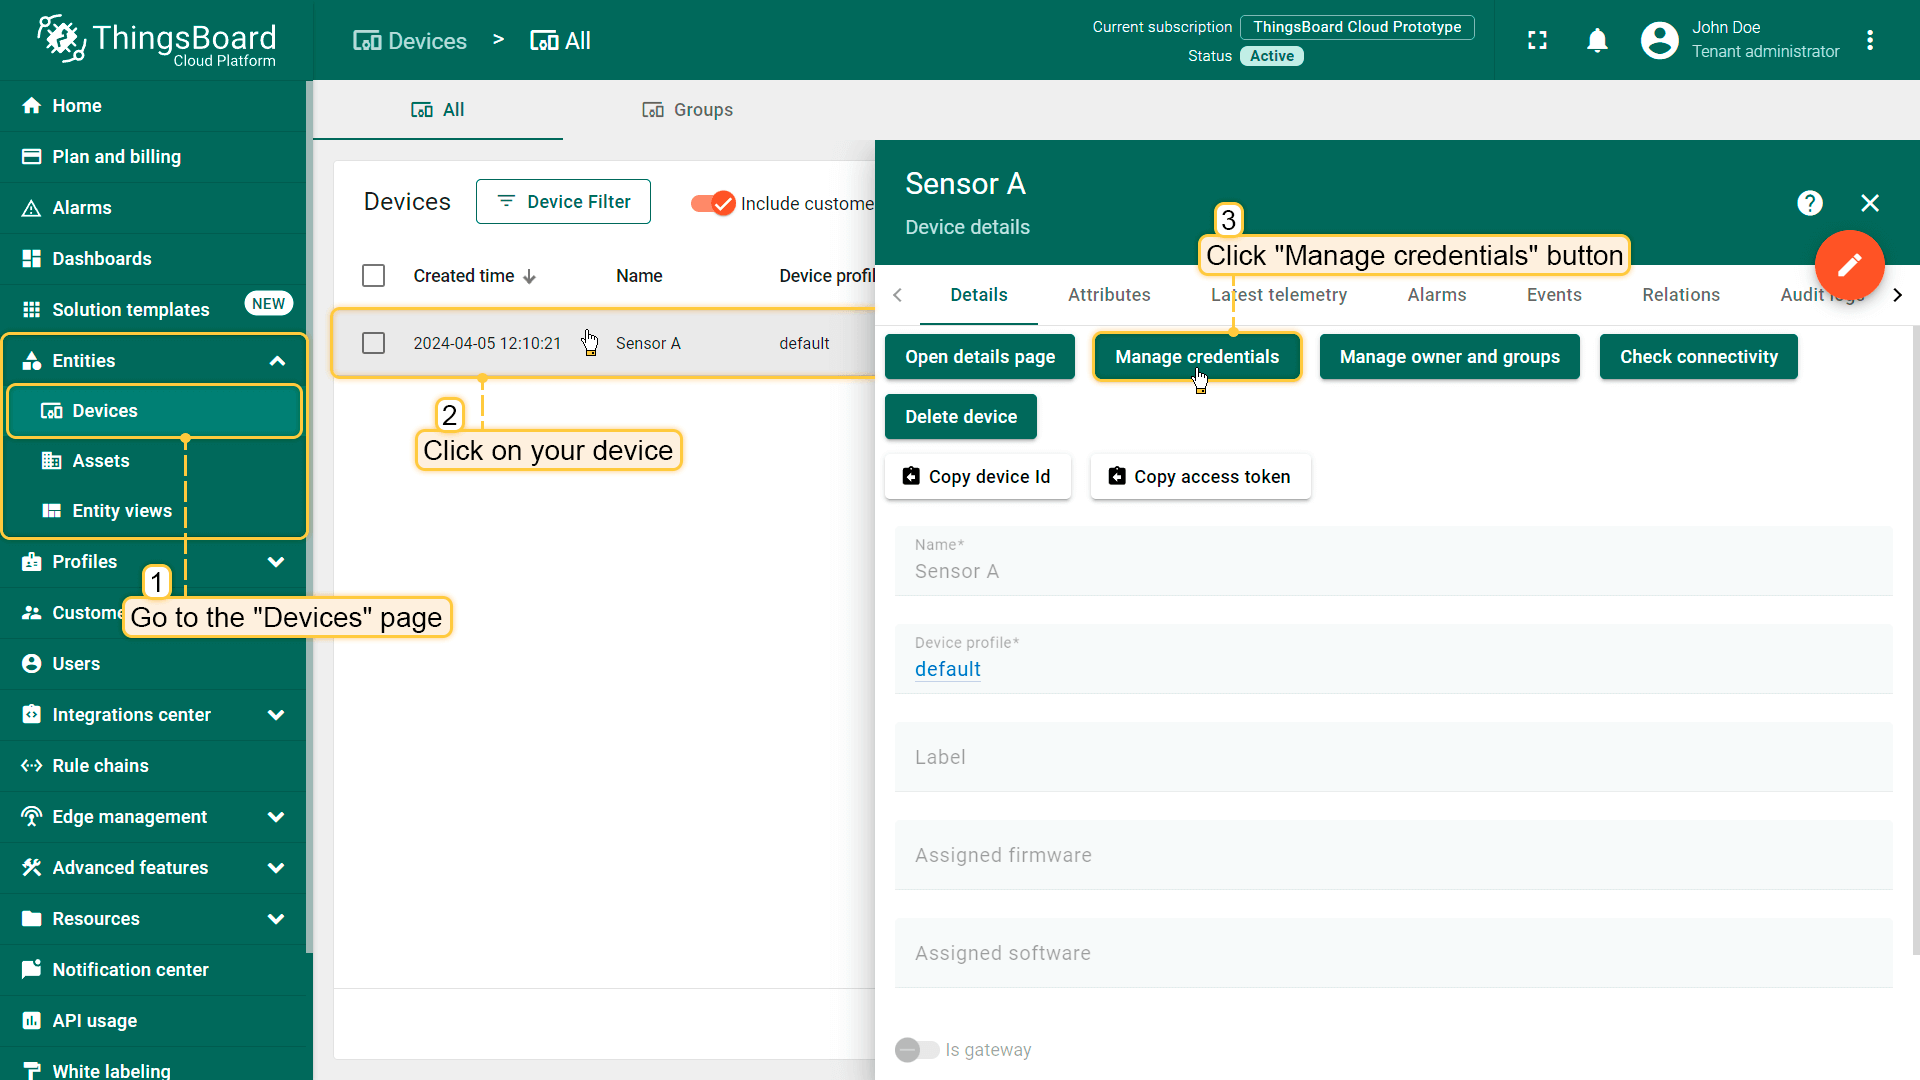 ThingsBoard
Cloud Platform
Devices > All
Current subscription ThingsBoard Cloud Prototype
Status Active
John Doe
Tenant administrator
Home
Plan and billing
Alarms
Dashboards
Solution templates NEW
Entities
Devices
Assets
Entity views
Profiles
Custome
Users
Integrations center
Rule chains
Edge management
Advanced features
Resources
Notification center
API usage
White labeling
1
Go to the "Devices" page
All Groups
Devices Device Filter Include custome
Created time Name Device profil
2024-04-05 12:10:21 Sensor A default
2
Click on your device
Sensor A
Device details
3
Click "Manage credentials" button
Details Attributes Latest telemetry Alarms Events Relations Audit logs
Open details page Manage credentials Manage owner and groups Check connectivity
Delete device
Copy device Id Copy access token
Name*
Sensor A
Device profile*
default
Label
Assigned firmware
Assigned software
Is gateway